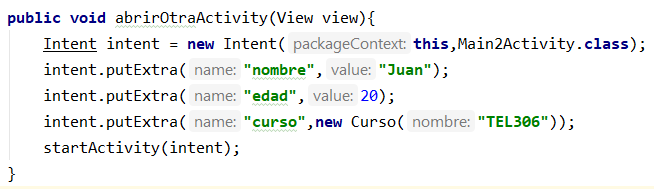 public void abrirOtraActivity(View view){
Intent intent = new Intent( packageContext: this,Main2Activity.class);
intent.putExtra( name: "nombre", value: "Juan");
intent.putExtra( name: "edad", value: 20);
intent.putExtra( name: "curso",new Curso( nombre: "TEL306"));
startActivity(intent);
}